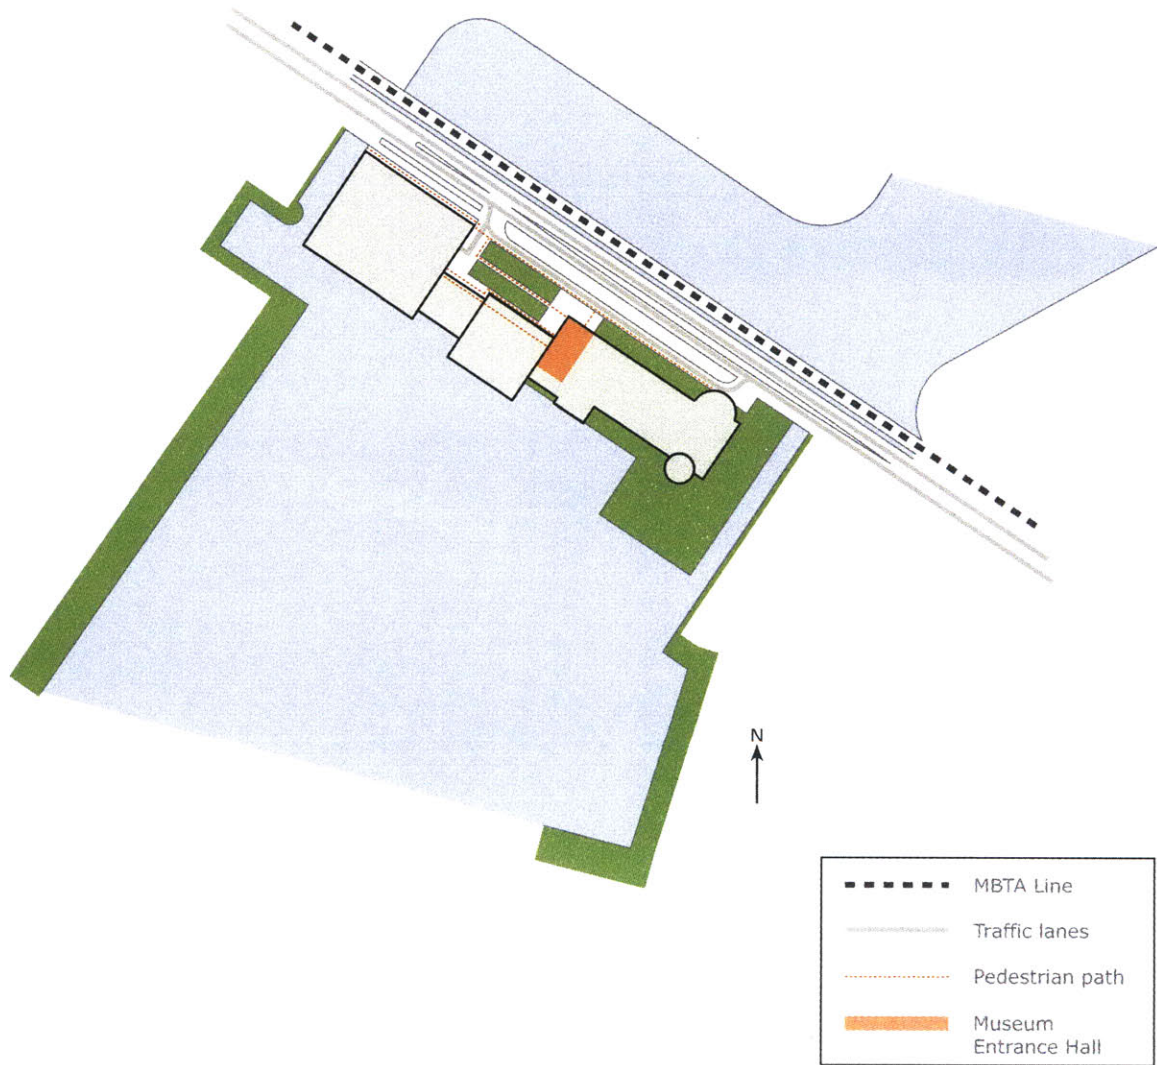 N
MBTA Line
Traffic lanes
Pedestrian path
Museum
Entrance Hall